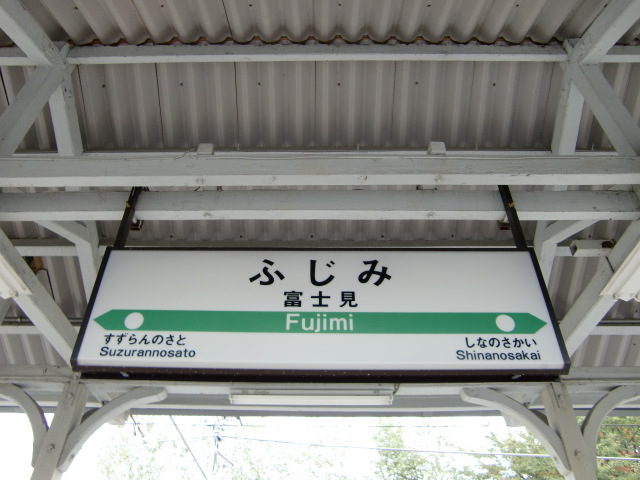 ふじみ
富士見
Fujimi
すずらんのさと
Suzurannosato
しなのさかい
Shinanosakai